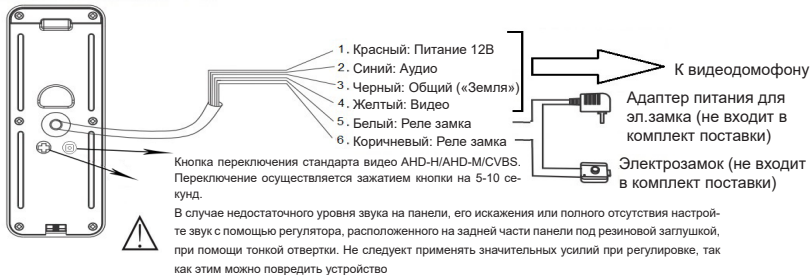 1. Красный: Питание 12В
2. Синий: Аудио
3. Черный: Общий («Земля»)
4. Желтый: Видео
5. Белый: Реле замка
6. Коричневый: Реле замка
К видеодомофону
Адаптер питания для
эл.замка (не входит в
комплект поставки)
Электрозамок (не входит
в комплект поставки)
Кнопка переключения стандарта видео AHD-H/AHD-M/CVBS.
Переключение осуществляется зажатием кнопки на 5-10 се-
кунд.
В случае недостаточного уровня звука на панели, его искажения или полного отсутствия настрой-
те звук с помощью регулятора, расположенного на задней части панели под резиновой заглушкой,
при помощи тонкой отвертки. Не следуект применять значительных усилий при регулировке, так
как этим можно повредить устройство